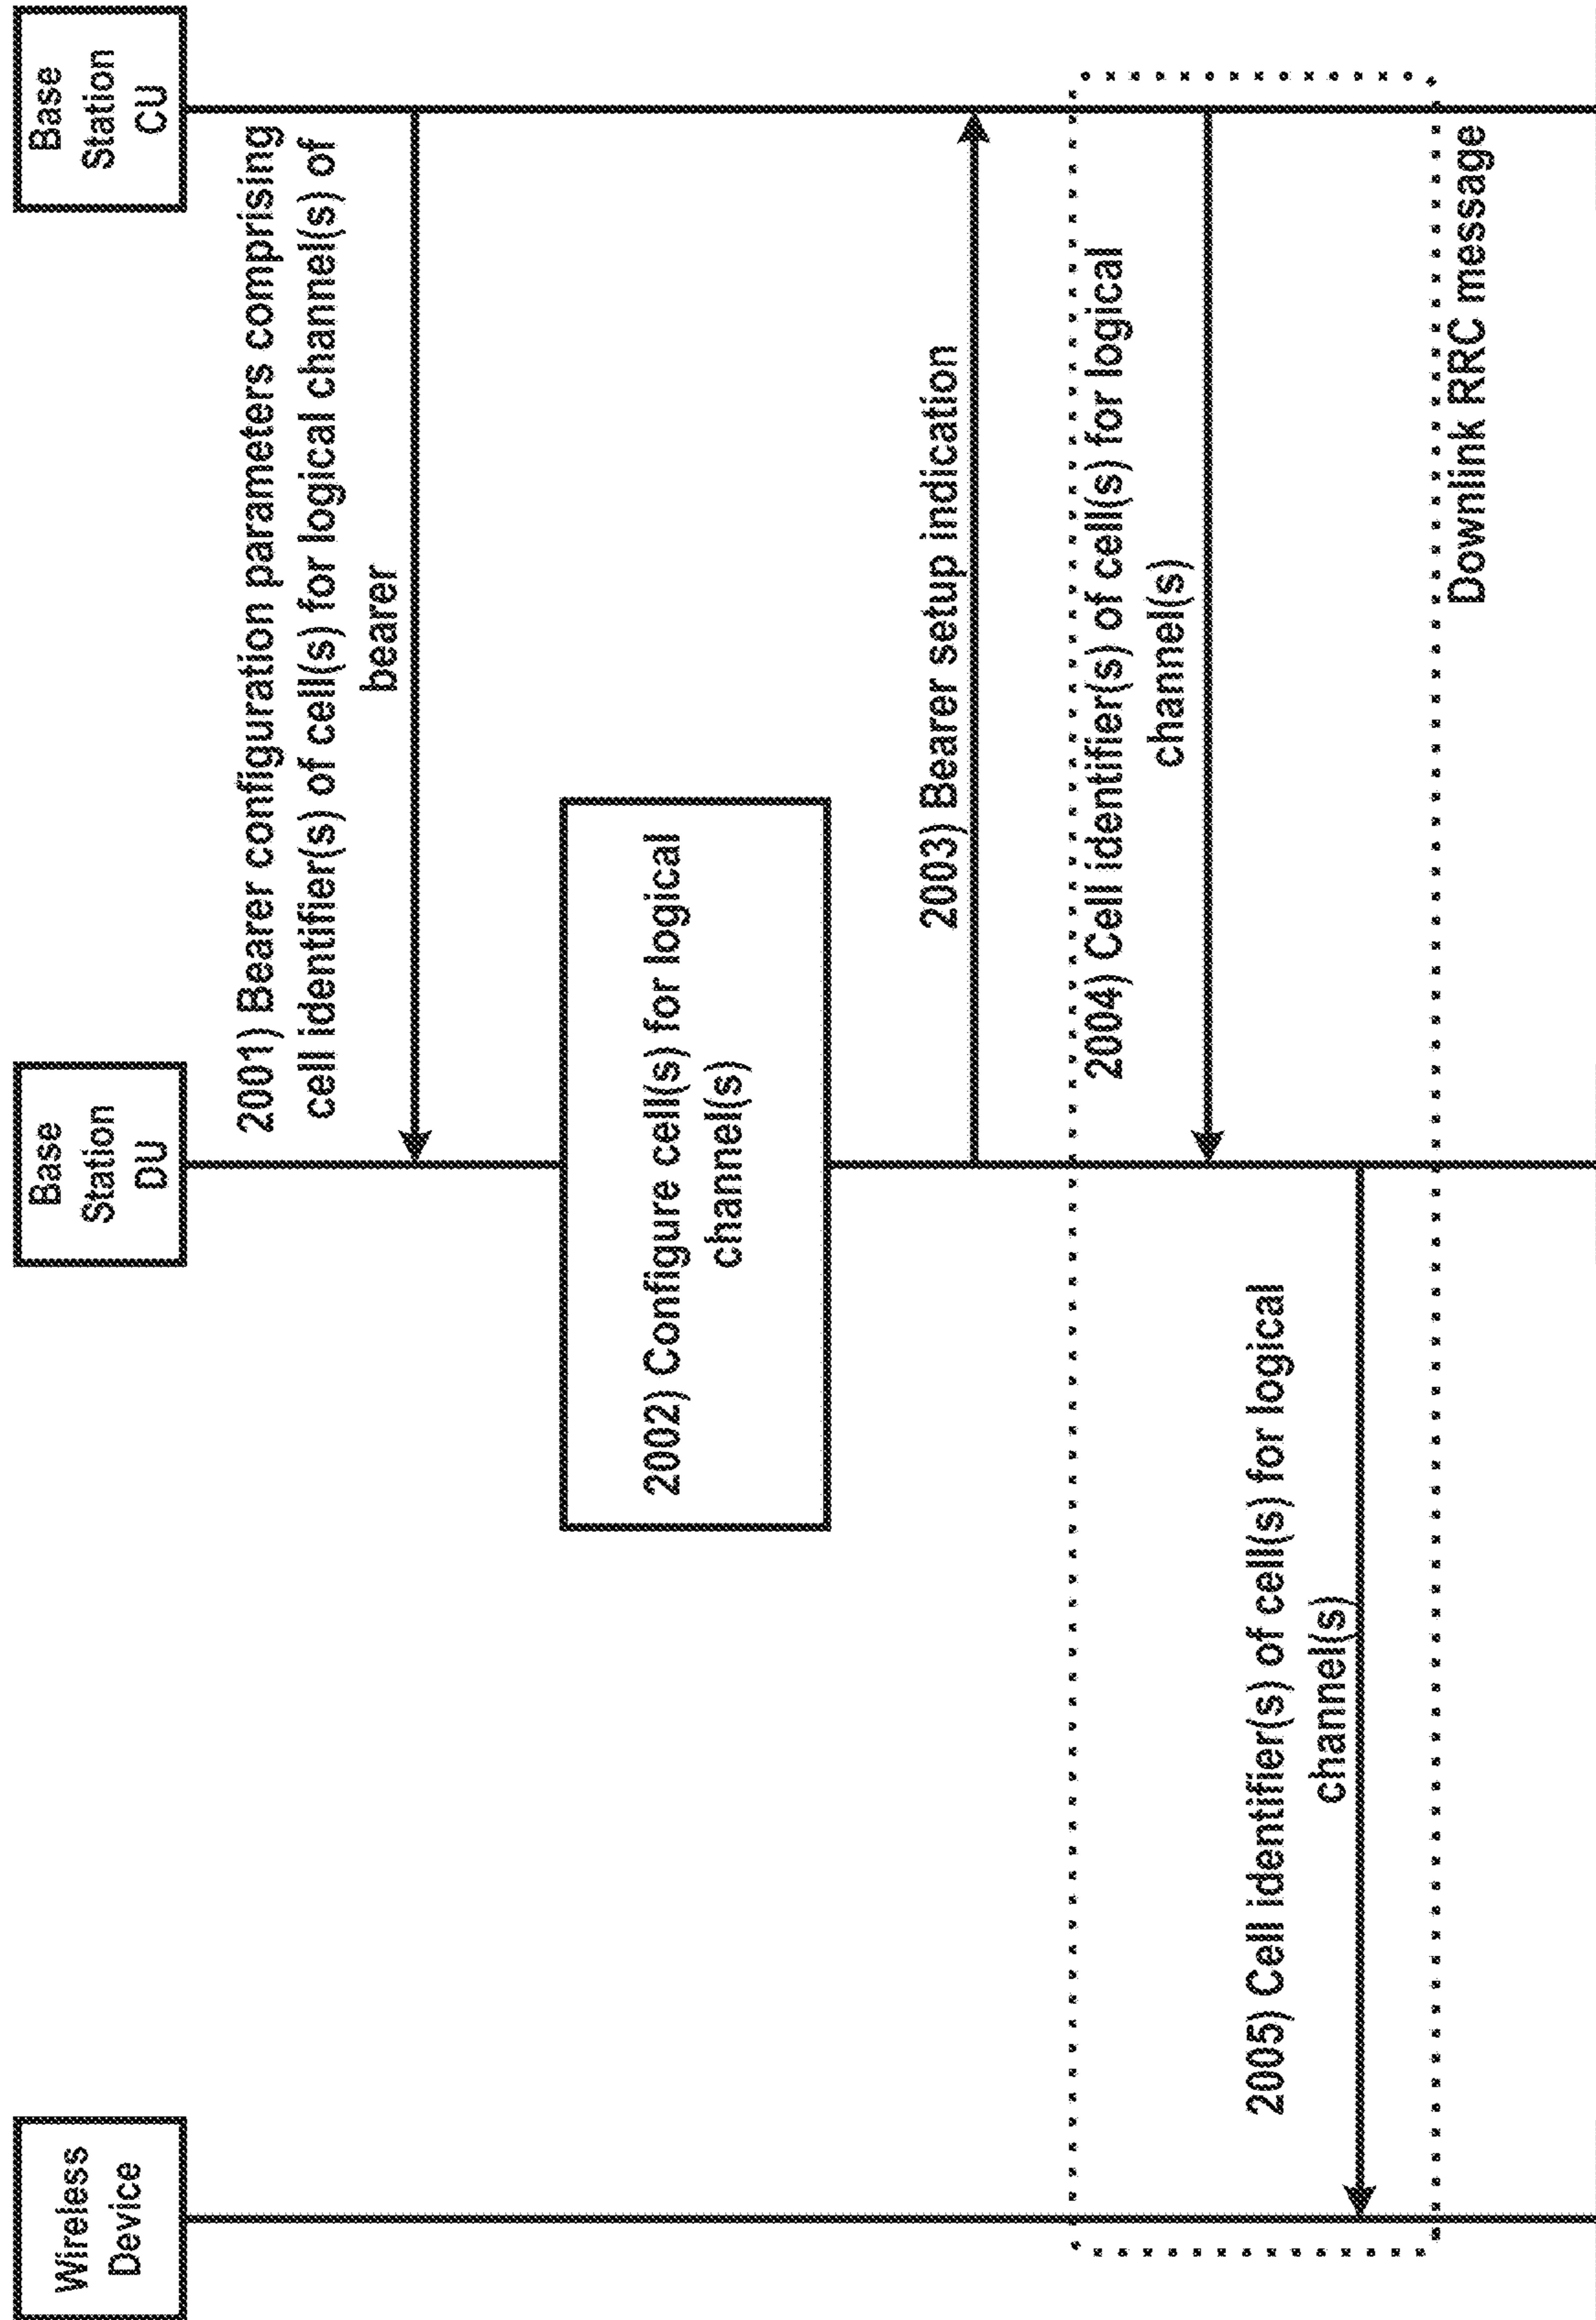 Wireless
Device
Base
Station
DU
Base
Station
CU
2001) Bearer configuration parameters comprising
cell identifier(s) of cell(s) for logical channel(s) of
bearer
2002) Configure cell(s) for logical
channel(s)
2003) Bearer setup indication
2004) Cell identifier(s) of cell(s) for logical
channel(s)
2005) Cell identifier(s) of cell(s) for logical
channel(s)
Downlink RRC message